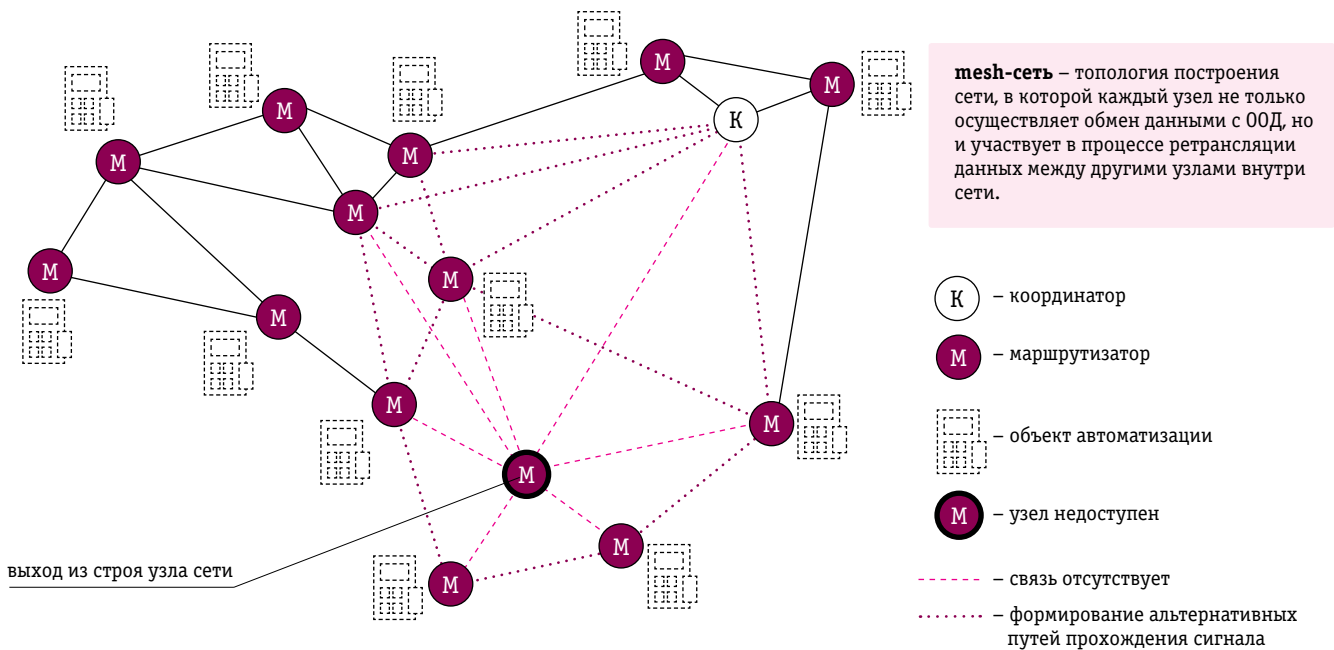 М
М
М
М
М
К
М
М
М
М
М
М
М
М
М
М
выход из строя узла сети
mesh-сеть – топология построения
сети, в которой каждый узел не только
осуществляет обмен данными с ООД, но
и участвует в процессе ретрансляции
данных между другими узлами внутри
сети.
К – координатор
М – маршрутизатор
– объект автоматизации
М – узел недоступен
– связь отсутствует
– формирование альтернативных
путей прохождения сигнала